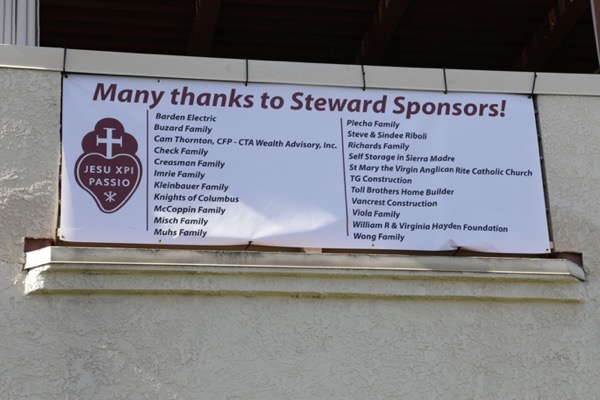 Many thanks to Steward Sponsors!
JESU XPI
PASSIO
Barden Electric
Buzard Family
Cam Thornton, CFP - CTA Wealth Advisory, Inc.
Check Family
Creasman Family
Imrie Family
Kleinbauer Family
Knights of Columbus
McCoppin Family
Misch Family
Muhs Family
Plecha Family
Steve & Sindee Riboli
Richards Family
Self Storage in Sierra Madre
St Mary the Virgin Anglican Rite Catholic Church
TG Construction
Toll Brothers Home Builder
Vancrest Construction
Viola Family
William R & Virginia Hayden Foundation
Wong Family